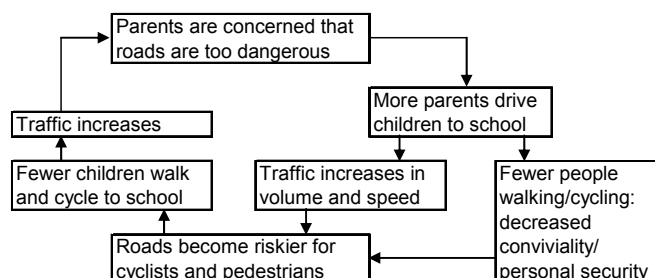 Parents are concerned that
roads are too dangerous
More parents drive
children to school
Traffic increases
Fewer children walk
and cycle to school
Traffic increases in
volume and speed
Fewer people
walking/cycling:
decreased
conviviality/
personal security
Roads become riskier for
cyclists and pedestrians